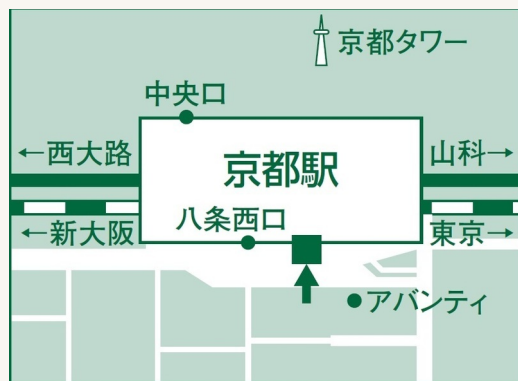 京都タワー
中央口
←西大路
京都駅
山科→
八条西口
←新大阪
東京→
アバンティ